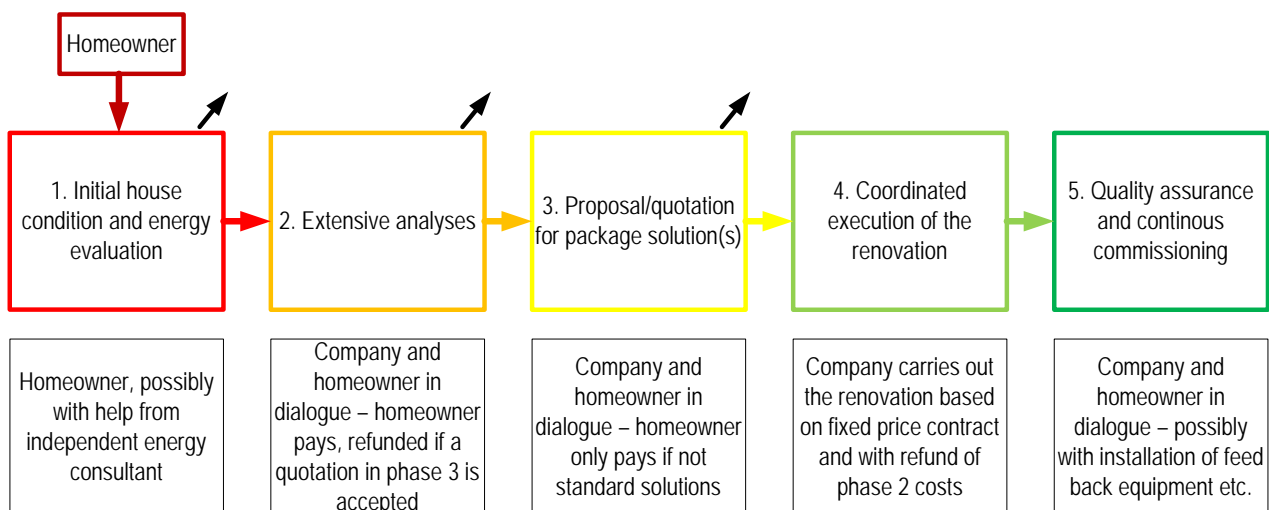 Homeowner
1. Initial house
condition and energy
evaluation
2. Extensive analyses
3. Proposal/quotation
for package solution(s)
4. Coordinated
execution of the
renovation
5. Quality assurance
and continous
commissioning
Homeowner, possibly
with help from
independent energy
consultant
Company and
homeowner in
dialogue – homeowner
pays, refunded if a
quotation in phase 3 is
accepted
Company and
homeowner in
dialogue – homeowner
only pays if not
standard solutions
Company carries out
the renovation based
on fixed price contract
and with refund of
phase 2 costs
Company and
homeowner in
dialogue – possibly
with installation of feed
back equipment etc.